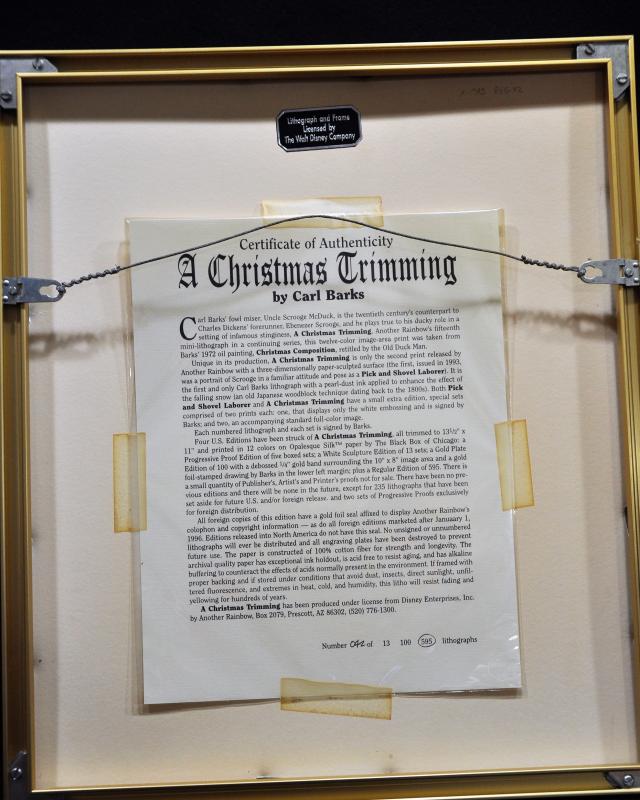 Lithograph and Frame
Licensed by
The Walt Disney Company
Certificate of Authenticity
A Christmas Trimming
by Carl Barks
Carl Barks' fowl miser, Uncle Scrooge McDuck, is the twentieth century's counterpart to
Charles Dickens' forerunner, Ebenezer Scrooge, and he plays true to his ducky role in a
setting of infamous stinginess, A Christmas Trimming. Another Rainbow's fifteenth
mini-lithograph in a continuing series, this twelve-color image-area print was taken from
Barks' 1972 oil painting, Christmas Composition, retitled by the Old Duck Man.
Unique in its production, A Christmas Trimming is only the second print released by
Another Rainbow with a three-dimensionally paper-sculpted surface (the first, issued in 1993,
was a portrait of Scrooge in a familiar attitude and pose as a Pick and Shovel Laborer). It is
the first and only Carl Barks lithograph with a pearl-dust ink applied to enhance the effect of
the falling snow (an old Japanese woodblock technique dating back to the 1800s). Both Pick
and Shovel Laborer and A Christmas Trimming have a small extra edition, special sets
comprised of two prints each: one, that displays only the white embossing and is signed by
Barks; and two, an accompanying standard full-color image.
Each numbered lithograph and each set is signed by Barks.
Four U.S. Editions have been struck of A Christmas Trimming, all trimmed to 13½" x
11" and printed in 12 colors on Opalesque Silk™ paper by The Black Box of Chicago: a
Progressive Proof Edition of five boxed sets; a White Sculpture Edition of 13 sets; a Gold Plate
Edition of 100 with a debossed ¼" gold band surrounding the 10" x 8" image area and a gold
foil-stamped drawing by Barks in the lower left margin; plus a Regular Edition of 595. There is
a small quantity of Publisher's, Artist's and Printer's proofs not for sale. There have been no pre-
vious editions and there will be none in the future, except for 235 lithographs that have been
set aside for future U.S. and/or foreign release. and two sets of Progressive Proofs exclusively
for foreign distribution.
All foreign copies of this edition have a gold foil seal affixed to display Another Rainbow's
colophon and copyright information — as do all foreign editions marketed after Januaary 1,
1996. Editions released into North America do not have this seal. No unsigned or unnumbered
lithographs will ever be distributed and all engraving plates have been destroyed to prevent
future use. The paper is constructed of 100% cotton fiber for strength and longevity. The
archival quality paper has exceptional ink holdout, is acid free to resist aging, and has alkaline
buffering to counteract the effects of acids normally present in the environment. If framed with
proper backing and if stored under conditions that avoid dust, insects, direct sunlight, unfil-
tered fluorescence, and extremes in heat, cold, and humidity, this litho will resist fading and
yellowing for hundreds of years.
A Christmas Trimming has been produced under license from Disney Enterprises, Inc.
by Another Rainbow, Box 2079, Prescott, AZ 86302, (520) 776-1300.
Number 042 of 13 100 595 lithographs